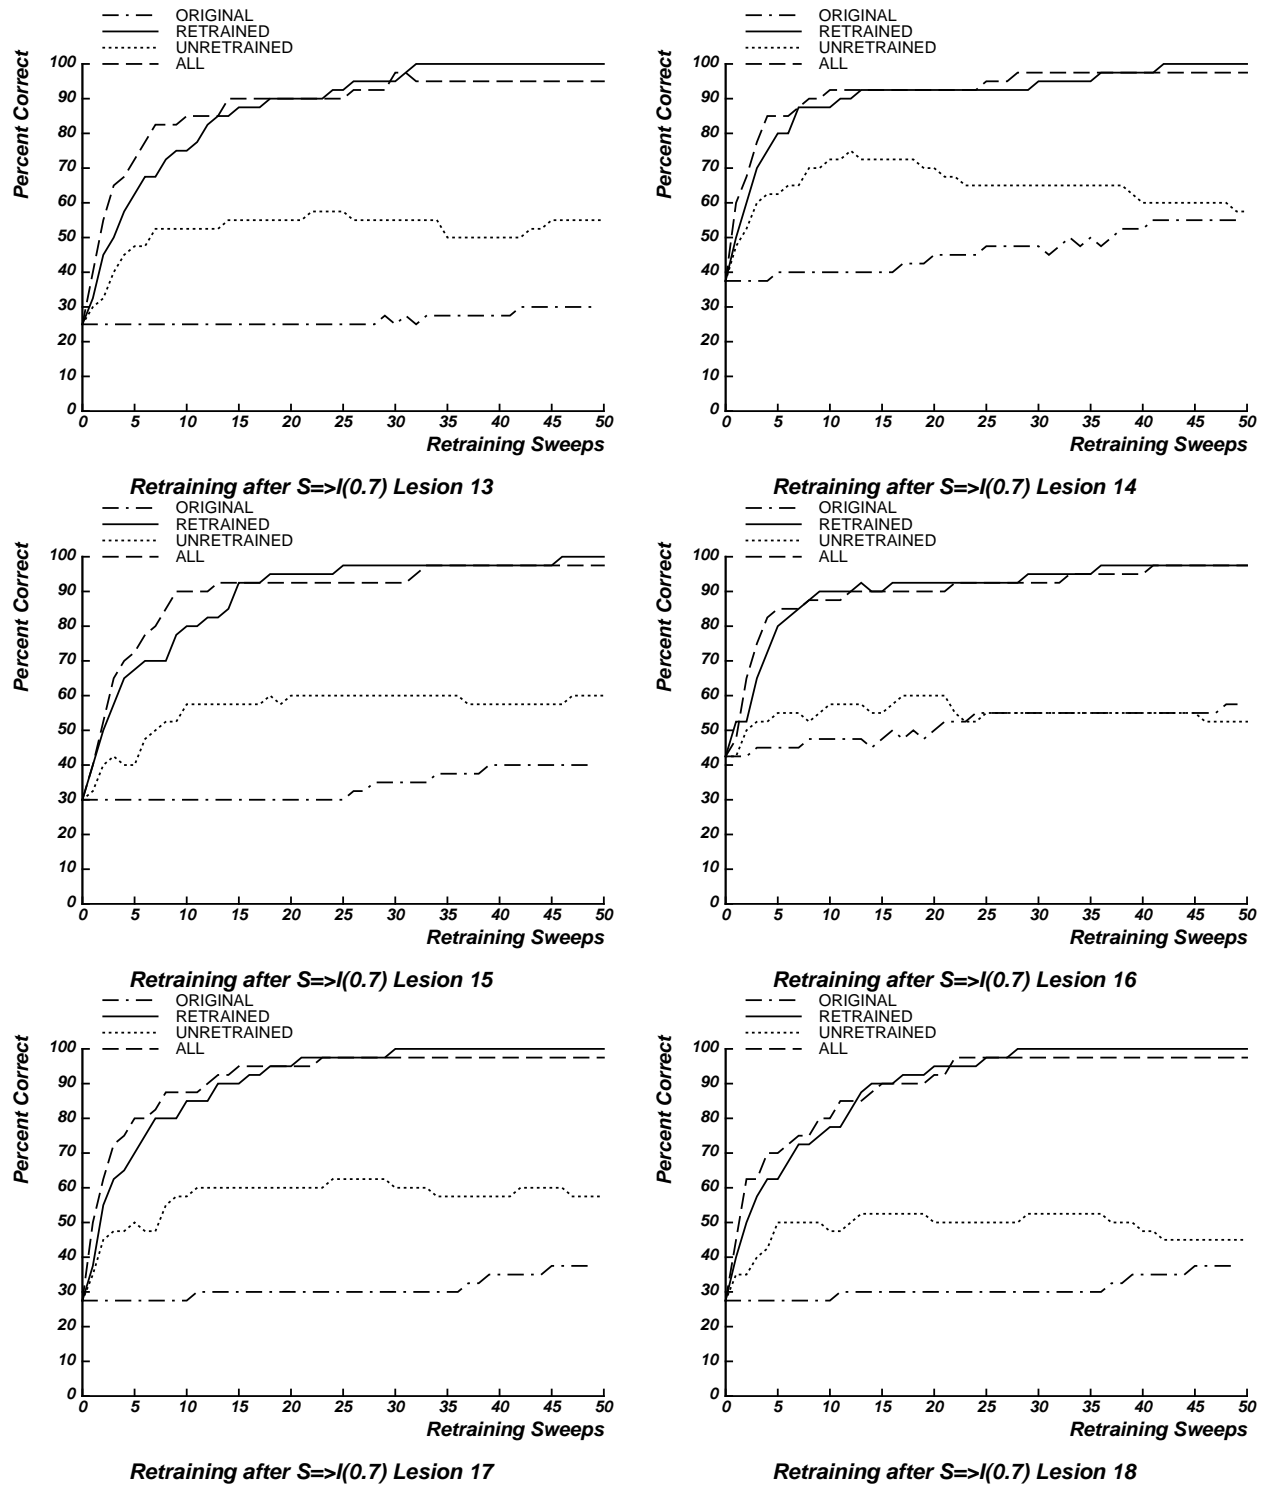 ORIGINAL
RETRAINED
UNRETRAINED
ALL
Percent Correct
100
90
80
70
60
50
40
30
20
10
0
0 5 10 15 20 25 30 35 40 45 50
Retraining Sweeps
Retraining after S=>I(0.7) Lesion 13
ORIGINAL
RETRAINED
UNRETRAINED
ALL
Percent Correct
100
90
80
70
60
50
40
30
20
10
0
0 5 10 15 20 25 30 35 40 45 50
Retraining Sweeps
Retraining after S=>I(0.7) Lesion 14
ORIGINAL
RETRAINED
UNRETRAINED
ALL
Percent Correct
100
90
80
70
60
50
40
30
20
10
0
0 5 10 15 20 25 30 35 40 45 50
Retraining Sweeps
Retraining after S=>I(0.7) Lesion 15
ORIGINAL
RETRAINED
UNRETRAINED
ALL
Percent Correct
100
90
80
70
60
50
40
30
20
10
0
0 5 10 15 20 25 30 35 40 45 50
Retraining Sweeps
Retraining after S=>I(0.7) Lesion 16
ORIGINAL
RETRAINED
UNRETRAINED
ALL
Percent Correct
100
90
80
70
60
50
40
30
20
10
0
0 5 10 15 20 25 30 35 40 45 50
Retraining Sweeps
Retraining after S=>I(0.7) Lesion 17
ORIGINAL
RETRAINED
UNRETRAINED
ALL
Percent Correct
100
90
80
70
60
50
40
30
20
10
0
0 5 10 15 20 25 30 35 40 45 50
Retraining Sweeps
Retraining after S=>I(0.7) Lesion 18